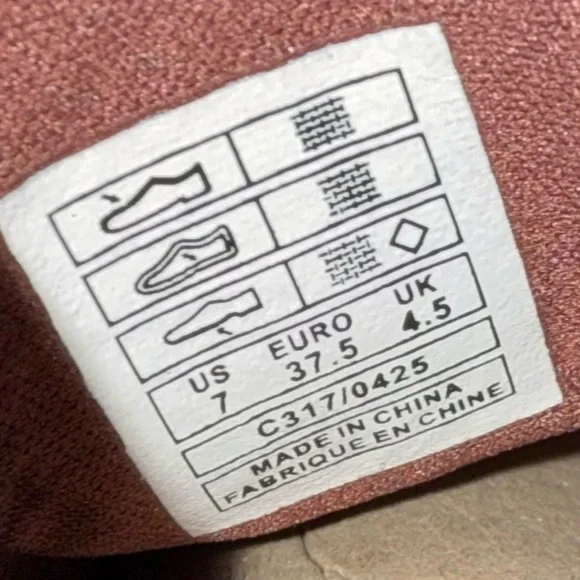 US EURO UK
7 37.5 4.5
C317/0425
MADE IN CHINA
FABRIQUE EN CHINE